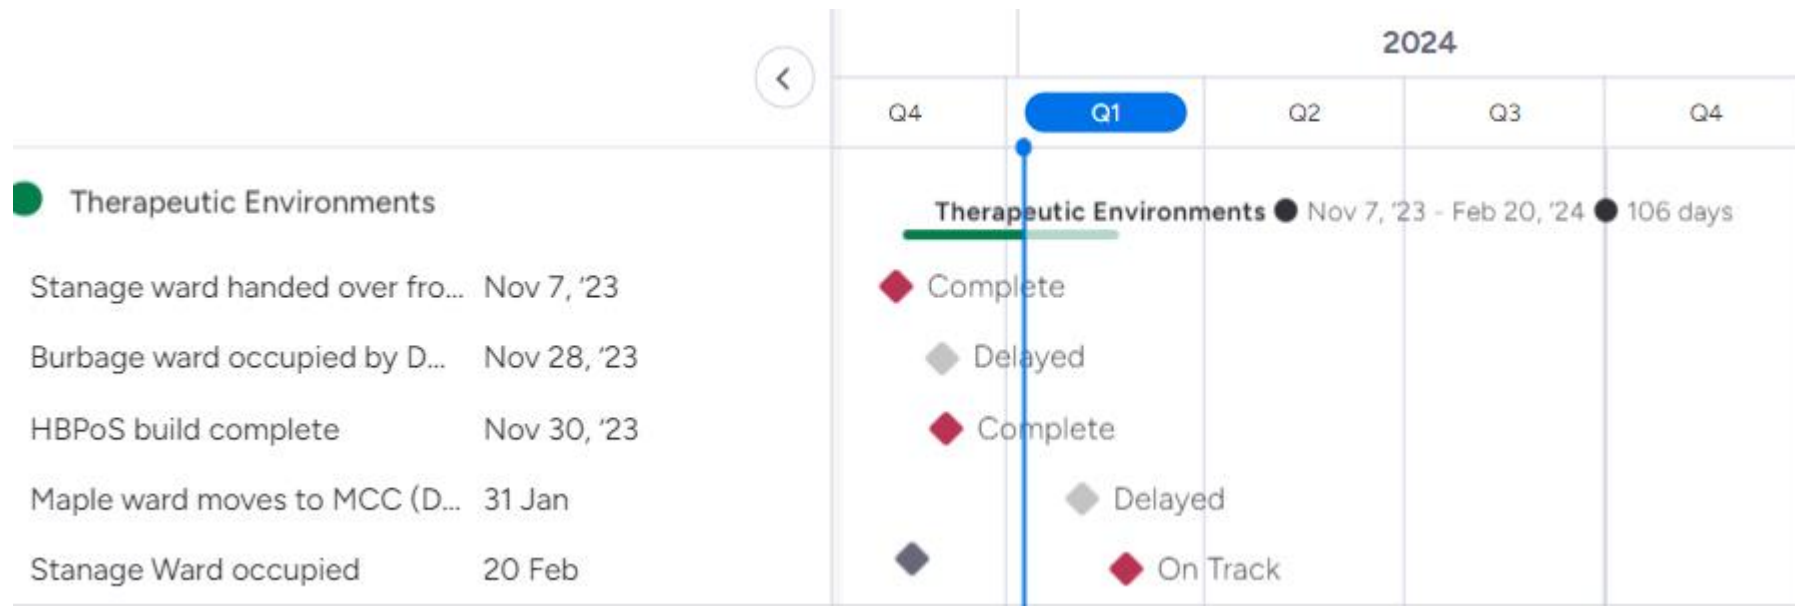 2024
Q4 Q1 Q2 Q3 Q4
Therapeutic Environments
Therapeutic Environments ● Nov 7, '23 - Feb 20, '24 ● 106 days
Stanage ward handed over fro... Nov 7, '23 Complete
Burbage ward occupied by D... Nov 28, '23 Delayed
HBPoS build complete Nov 30, '23 Complete
Maple ward moves to MCC (D... 31 Jan Delayed
Stanage Ward occupied 20 Feb On Track